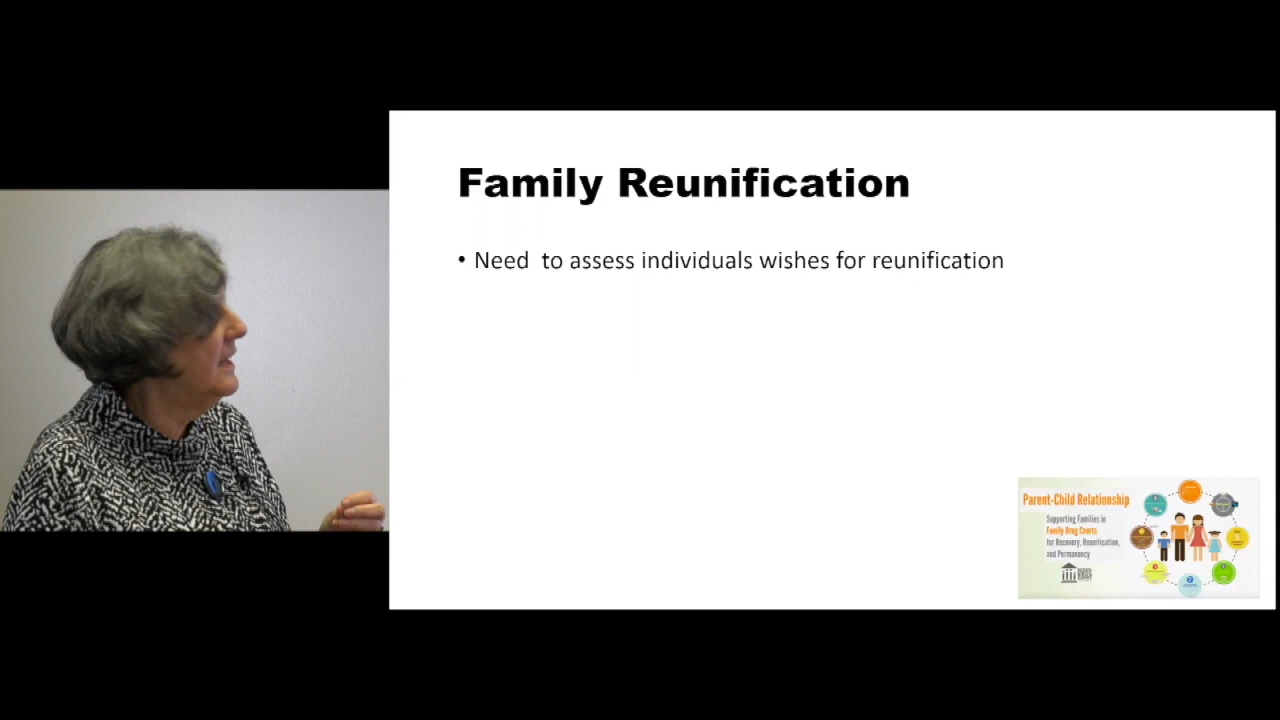 Family Reunification
• Need  to assess individuals wishes for reunification
Parent-Child Relationship
Supporting Families in
Family Drug Courts
for Recovery, Reunification,
and Permanency